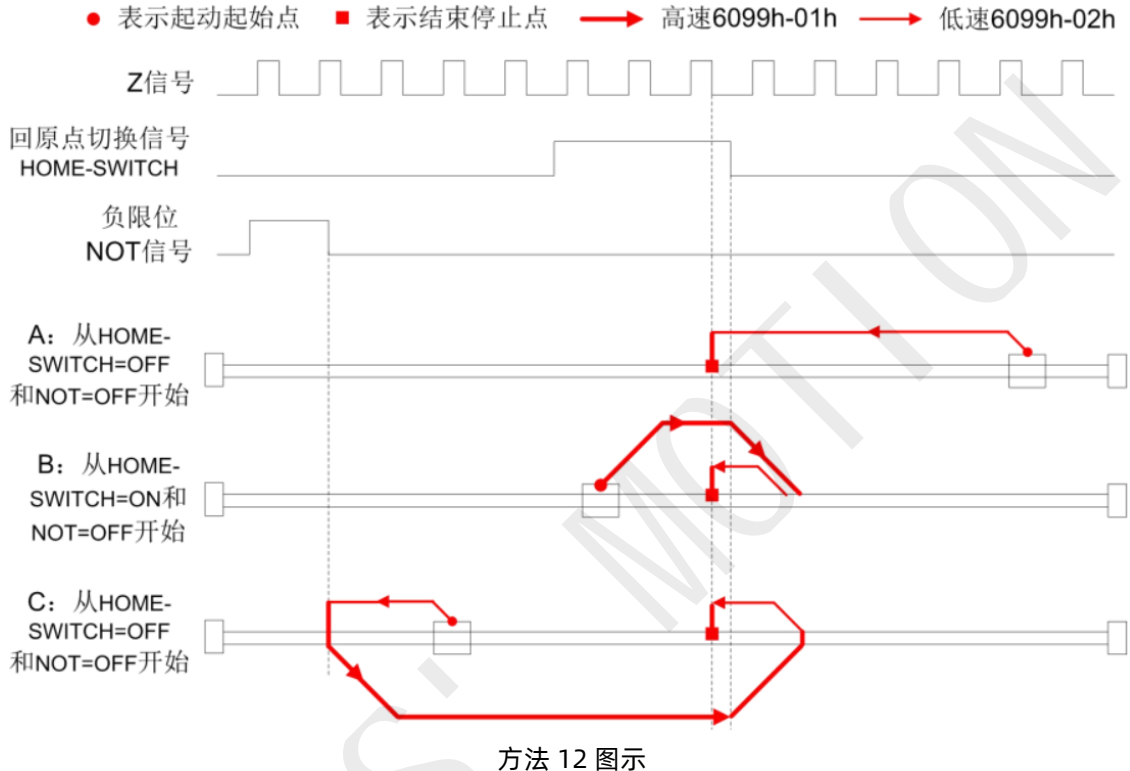 表示起动起始点 表示结束停止点 高速6099h-01h 低速6099h-02h
Z信号
回原点切换信号
HOME-SWITCH
负限位
NOT信号
A：从HOME-
SWITCH=OFF
和NOT=OFF开始
B：从HOME-
SWITCH=ON和
NOT=OFF开始
C：从HOME-
SWITCH=OFF
和NOT=OFF开始
S' MOTION
方法 12 图示